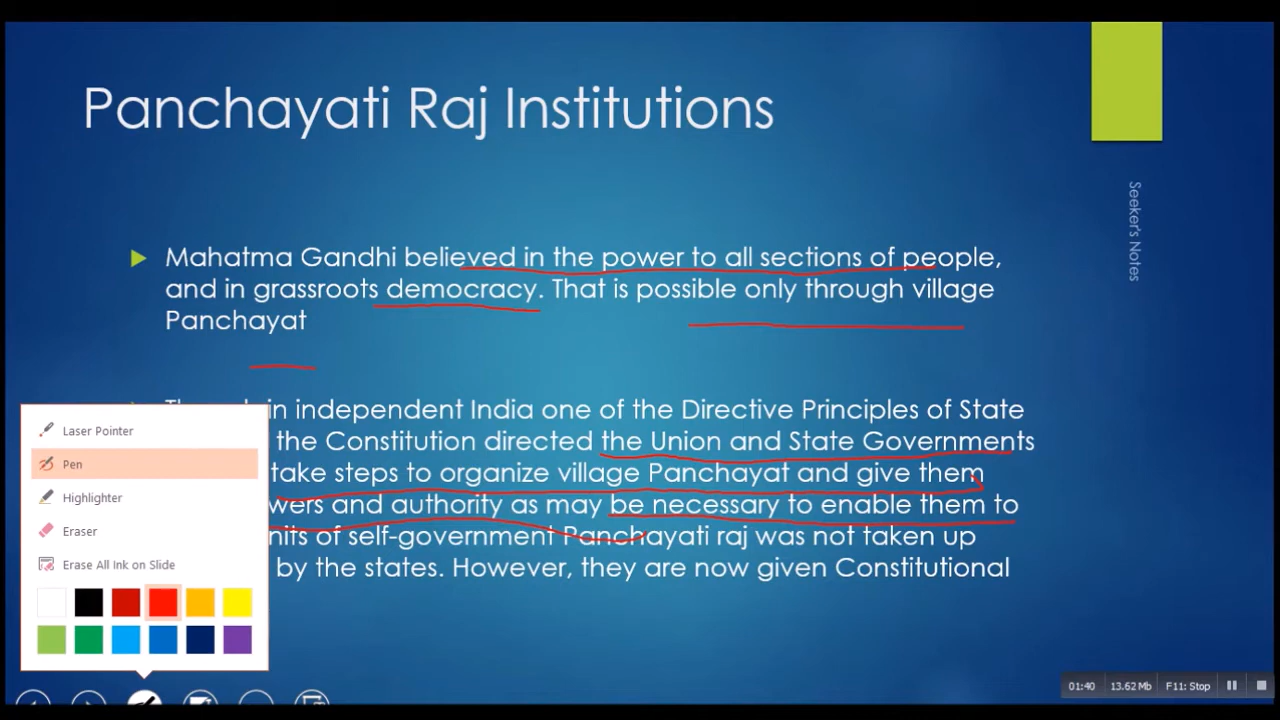 Panchayati Raj Institutions
Seeker's Notes
Mahatma Gandhi believed in the power to all sections of people,
and in grassroots democracy. That is possible only through village
Panchayat
in independent India one of the Directive Principles of State
the Constitution directed the Union and State Governments
take steps to organize village Panchayat and give them
and authority as may be necessary to enable them to
of self-government Panchayati raj was not taken up
by the states. However, they are now given Constitutional
Laser Pointer
Pen
Highlighter
Eraser
Erase All Ink on Slide
01:40 13.62 Mb F11: Stop